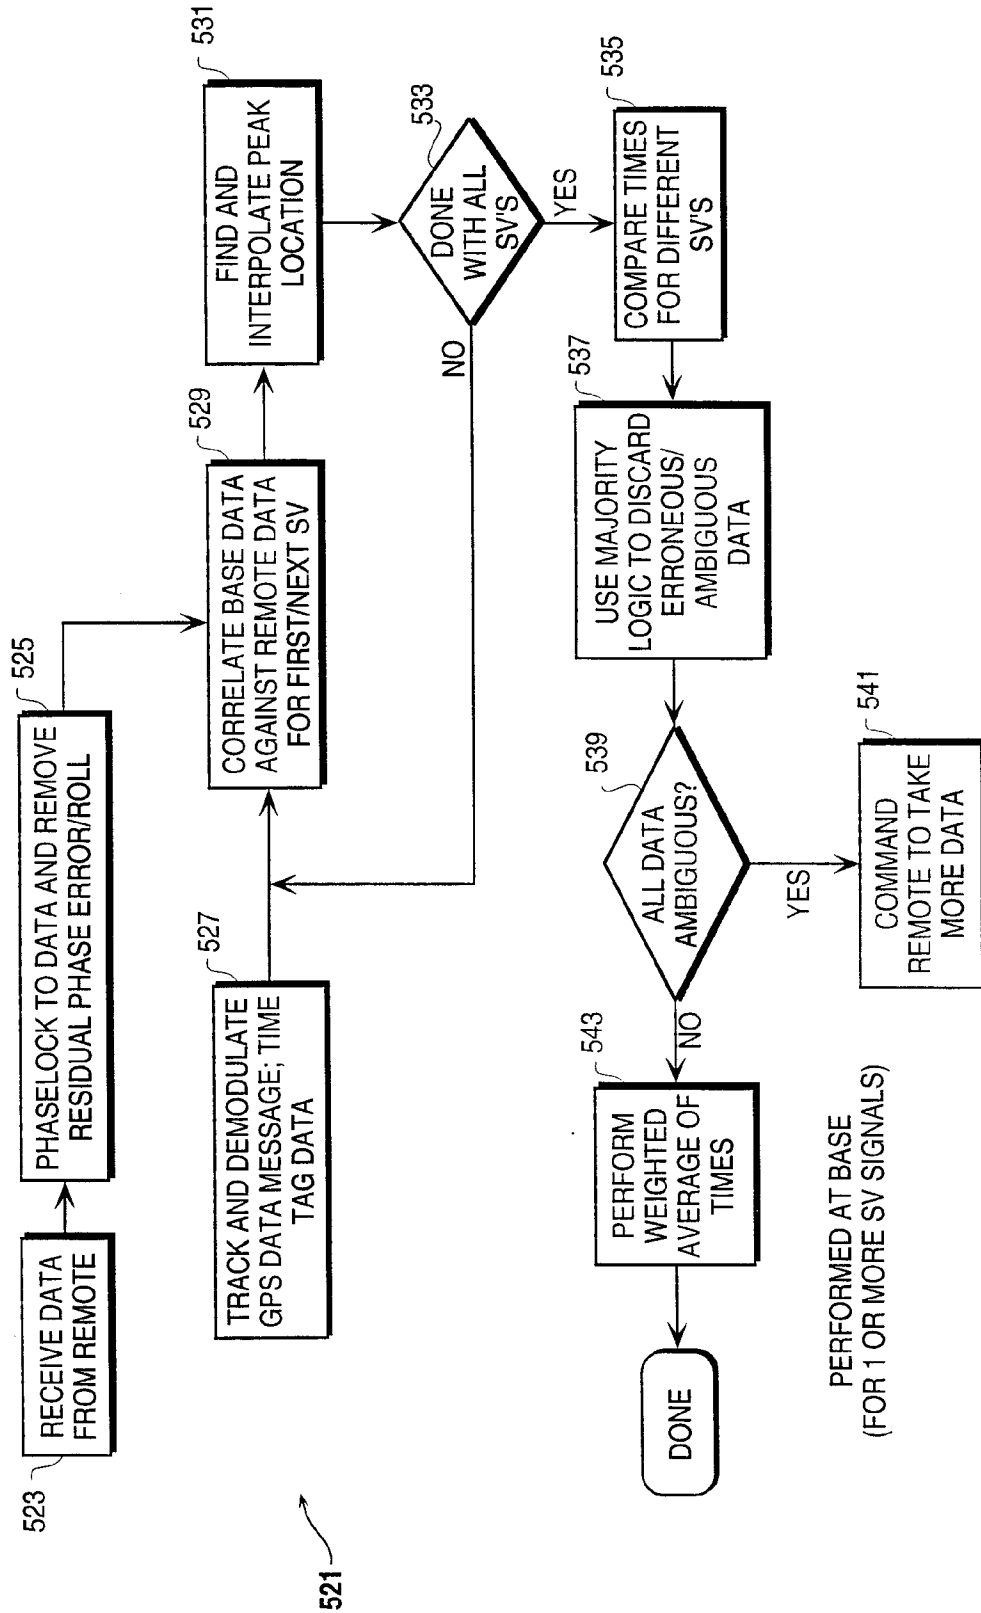 523
RECEIVE DATA
FROM REMOTE
525
PHASELOCK TO DATA AND REMOVE
RESIDUAL PHASE ERROR/ROLL
527
TRACK AND DEMODULATE
GPS DATA MESSAGE; TIME
TAG DATA
529
CORRELATE BASE DATA
AGAINST REMOTE DATA
FOR FIRST/NEXT SV
531
FIND AND
INTERPOLATE PEAK
LOCATION
533
DONE
WITH ALL
SV'S
NO
YES
535
COMPARE TIMES
FOR DIFFERENT
SV'S
537
USE MAJORITY
LOGIC TO DISCARD
ERRONEOUS/
AMBIGUOUS
DATA
539
ALL DATA
AMBIGUOUS?
YES
541
COMMAND
REMOTE TO TAKE
MORE DATA
NO
543
PERFORM
WEIGHTED
AVERAGE OF
TIMES
DONE
521
PERFORMED AT BASE
(FOR 1 OR MORE SV SIGNALS)